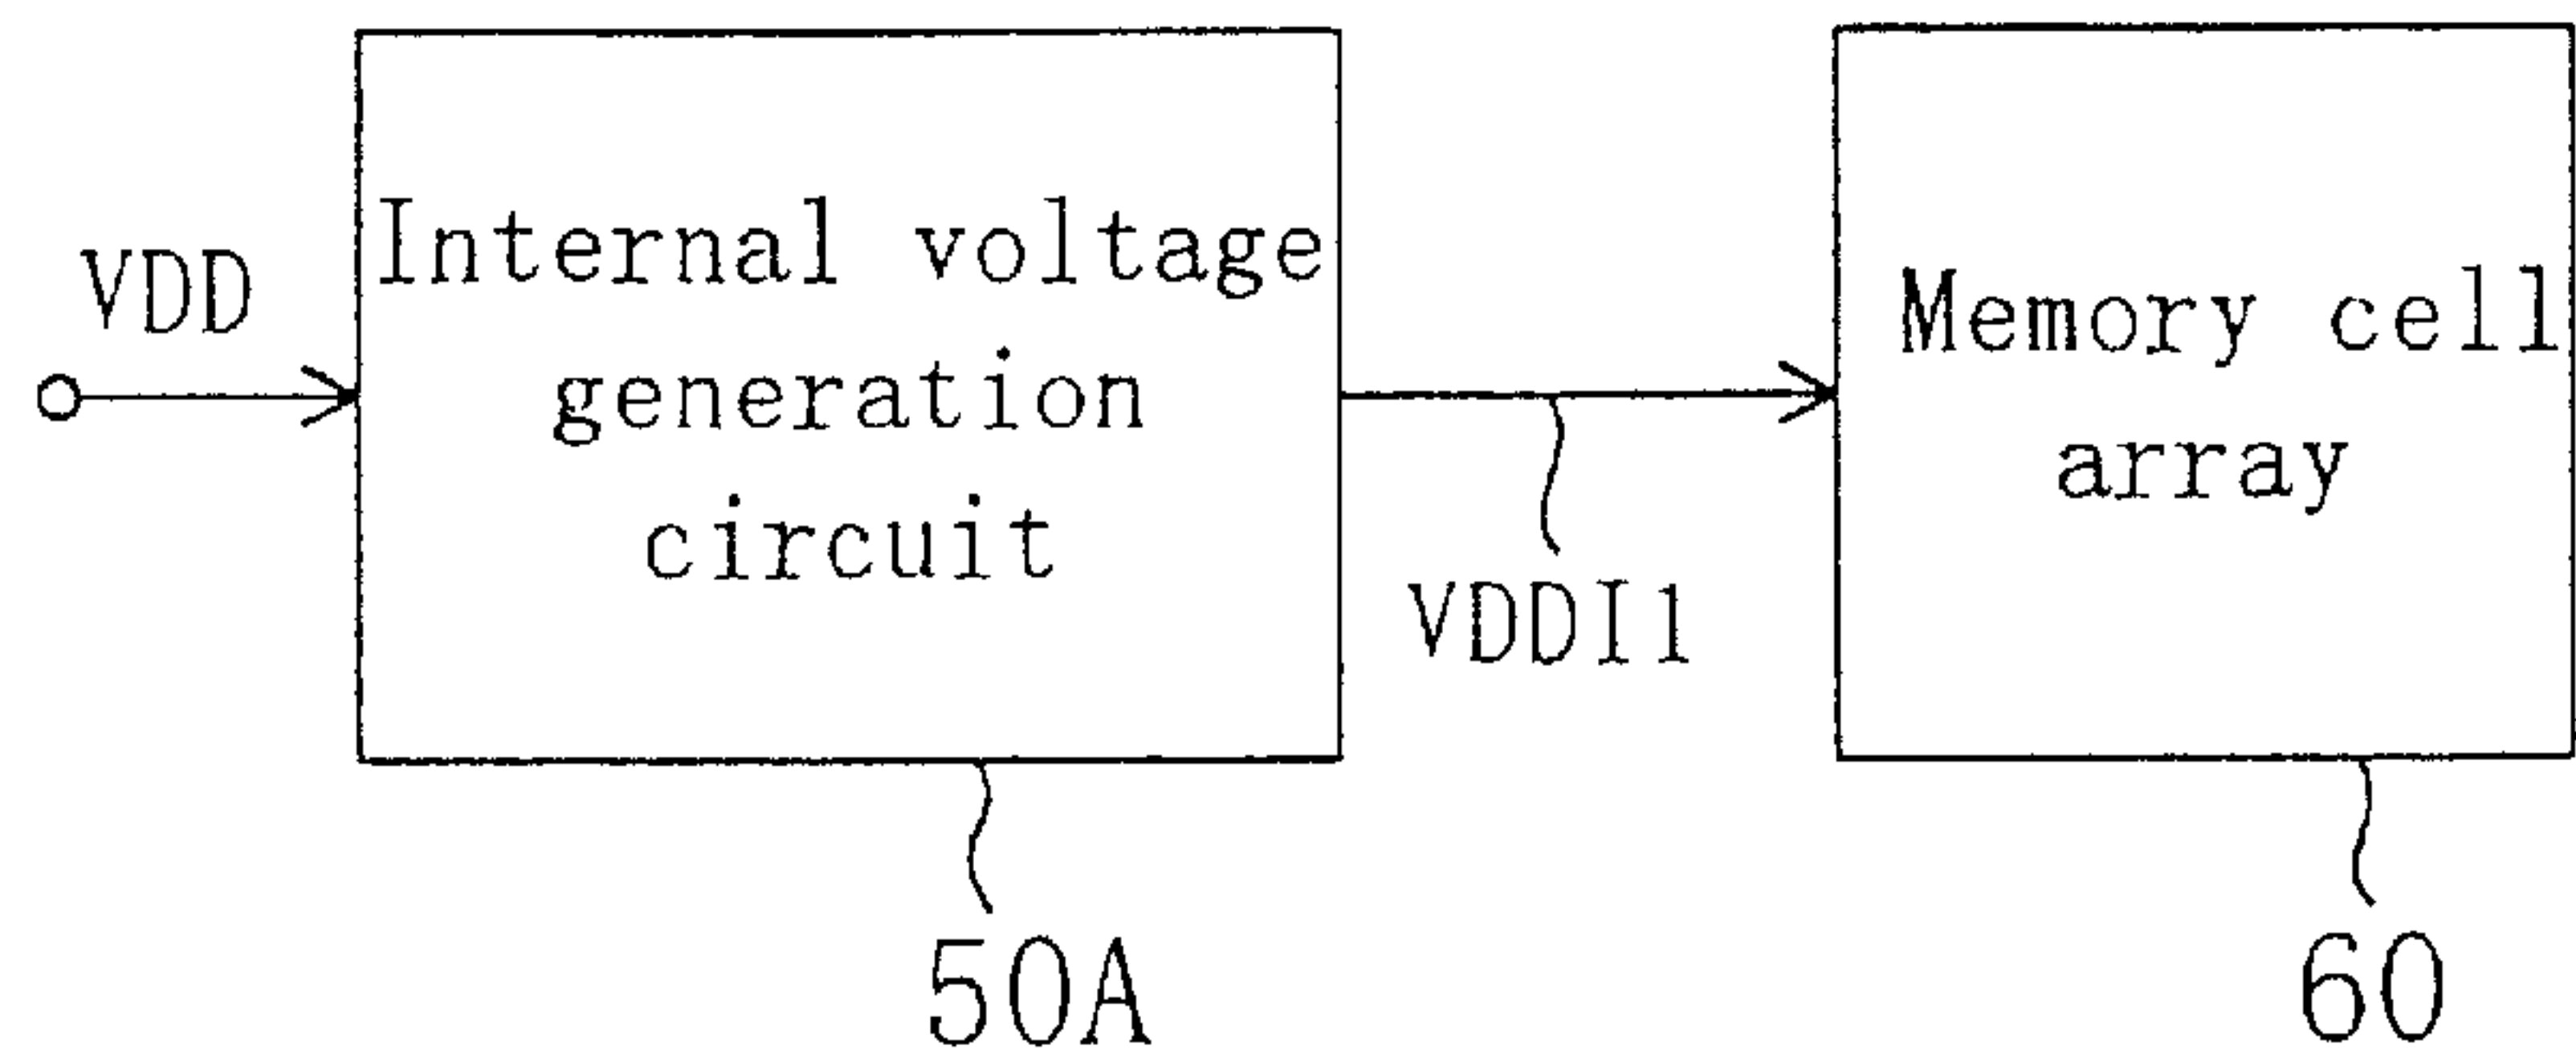 VDD
Internal voltage
generation
circuit
VDDI1
Memory cell
array
50A
60